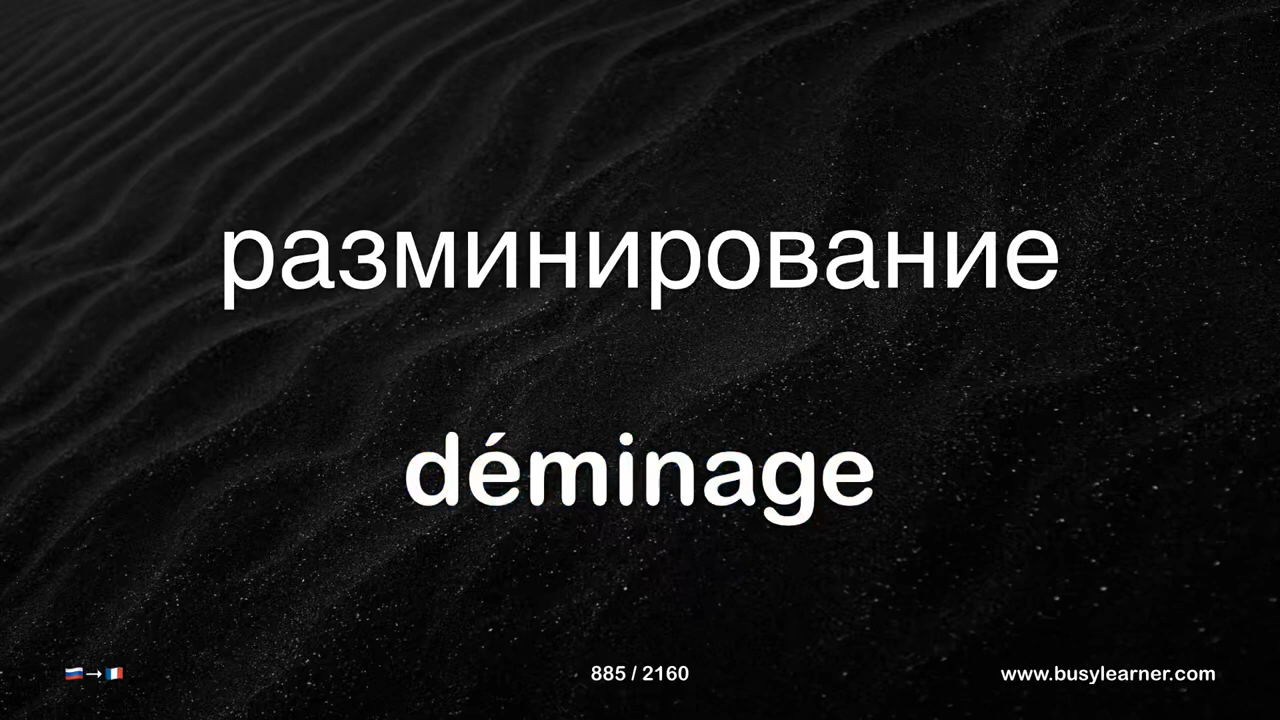 разминирование
déminage
🇷🇺→🇫🇷
885 / 2160
www.busylearner.com